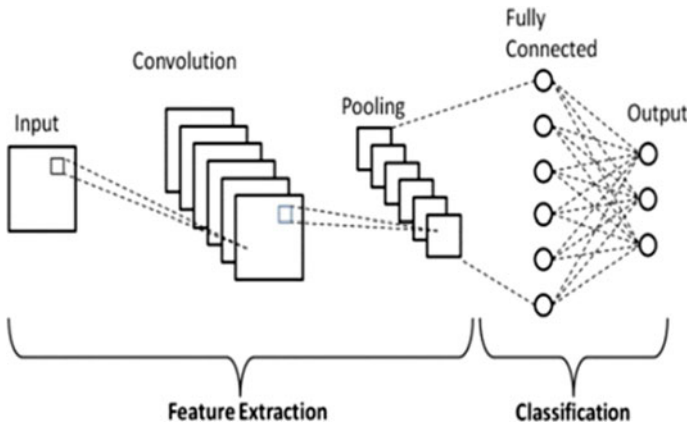 Fully
Connected
Convolution
Pooling
Output
Input
Feature Extraction
Classification